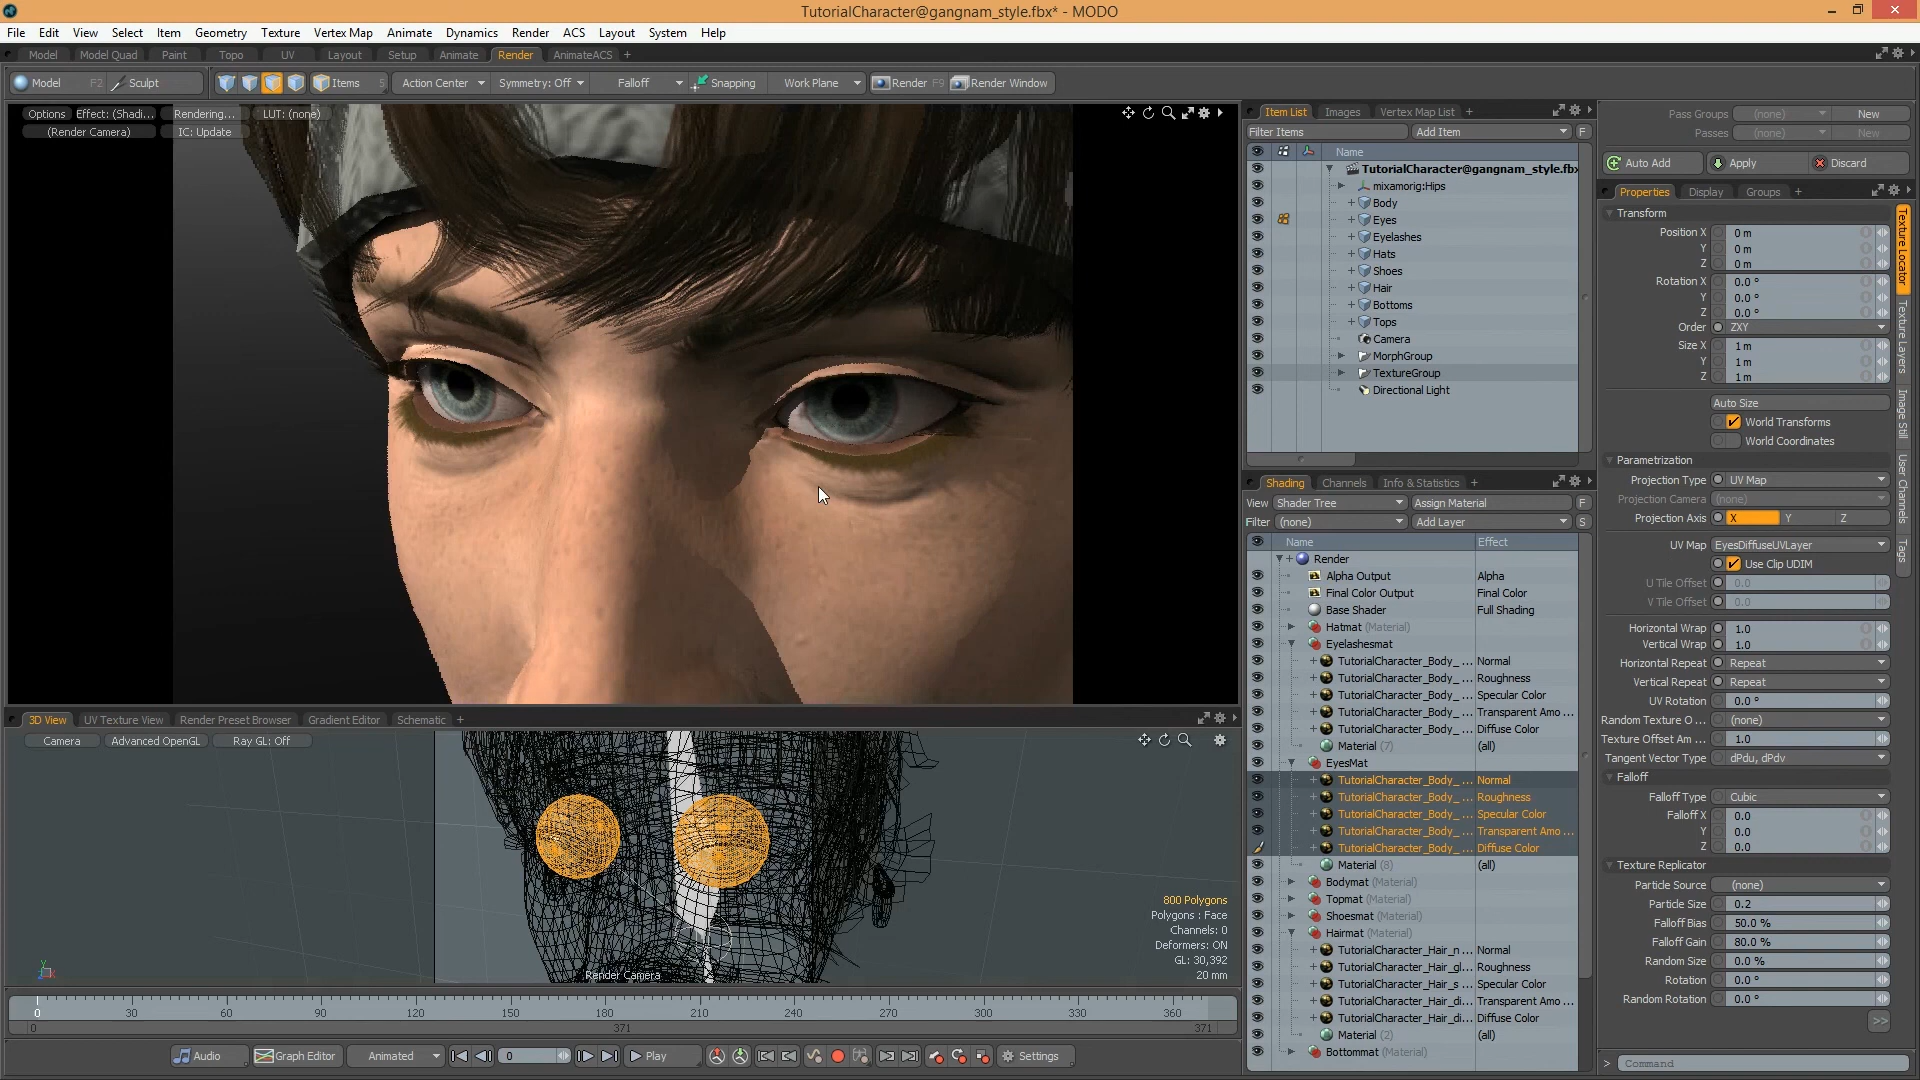 TutorialCharacter@gangnam_style.fbx* - MODO
File Edit View Select Item Geometry Texture Vertex Map Animate Dynamics Render ACS Layout System Help
Model Model Quad Paint Topo UV Layout Setup Animate Render AnimateACS +
Model F2 Sculpt Items 5 Action Center Symmetry: Off Falloff Snapping Work Plane Render F9 Render Window
Options Effect: (Shadi... Rendering... LUT: (none)
(Render Camera) IC: Update
Item List Images Vertex Map List +
Filter Items Add Item F
Name
TutorialCharacter@gangnam_style.fbx
mixamorig:Hips
Body
Eyes
Eyelashes
Hats
Shoes
Hair
Bottoms
Tops
Camera
MorphGroup
TextureGroup
Directional Light
Shading Channels Info & Statistics +
View Shader Tree Assign Material F
Filter (none) Add Layer S
Name Effect
Render
Alpha Output Alpha
Final Color Output Final Color
Base Shader Full Shading
Hatmat (Material)
Eyelashesmat
TutorialCharacter_Body_ ... Normal
TutorialCharacter_Body_ ... Roughness
TutorialCharacter_Body_ ... Specular Color
TutorialCharacter_Body_ ... Transparent Amo ...
TutorialCharacter_Body_ ... Diffuse Color
Material (7) (all)
EyesMat
TutorialCharacter_Body_ ... Normal
TutorialCharacter_Body_ ... Roughness
TutorialCharacter_Body_ ... Specular Color
TutorialCharacter_Body_ ... Transparent Amo ...
TutorialCharacter_Body_ ... Diffuse Color
Material (8) (all)
Bodymat (Material)
Topmat (Material)
Shoesmat (Material)
Hairmat (Material)
TutorialCharacter_Hair_n ... Normal
TutorialCharacter_Hair_gl... Roughness
TutorialCharacter_Hair_s ... Specular Color
TutorialCharacter_Hair_di... Transparent Amo ...
TutorialCharacter_Hair_di... Diffuse Color
Material (2) (all)
Bottommat (Material)
Pass Groups (none) New
Passes (none) New
Auto Add Apply Discard
Properties Display Groups +
Transform
Position X 0 m
Y 0 m
Z 0 m
Rotation X 0.0 °
Y 0.0 °
Z 0.0 °
Order ZXY
Size X 1 m
Y 1 m
Z 1 m
Auto Size
World Transforms
World Coordinates
Parametrization
Projection Type UV Map
Projection Camera (none)
Projection Axis X Y Z
UV Map EyesDiffuseUVLayer
Use Clip UDIM
U Tile Offset 0.0
V Tile Offset 0.0
Horizontal Wrap 1.0
Vertical Wrap 1.0
Horizontal Repeat Repeat
Vertical Repeat Repeat
UV Rotation 0.0 °
Random Texture O ... (none)
Texture Offset Am ... 1.0
Tangent Vector Type dPdu, dPdv
Falloff
Falloff Type Cubic
Falloff X 0.0
Y 0.0
Z 0.0
Texture Replicator
Particle Source (none)
Particle Size 0.2
Falloff Bias 50.0 %
Falloff Gain 80.0 %
Random Size 0.0 %
Rotation 0.0 °
Random Rotation 0.0 °
>>
> Command
Texture Locator
Texture Layers
Image Still
User Channels
Tags
3D View UV Texture View Render Preset Browser Gradient Editor Schematic +
Camera Advanced OpenGL Ray GL: Off
800 Polygons
Polygons : Face
Channels: 0
Deformers: ON
GL: 30,392
20 mm
Render Camera
0 30 60 90 120 150 180 210 240 270 300 330 360
0 371 371
Audio Graph Editor Animated 0 Play Settings